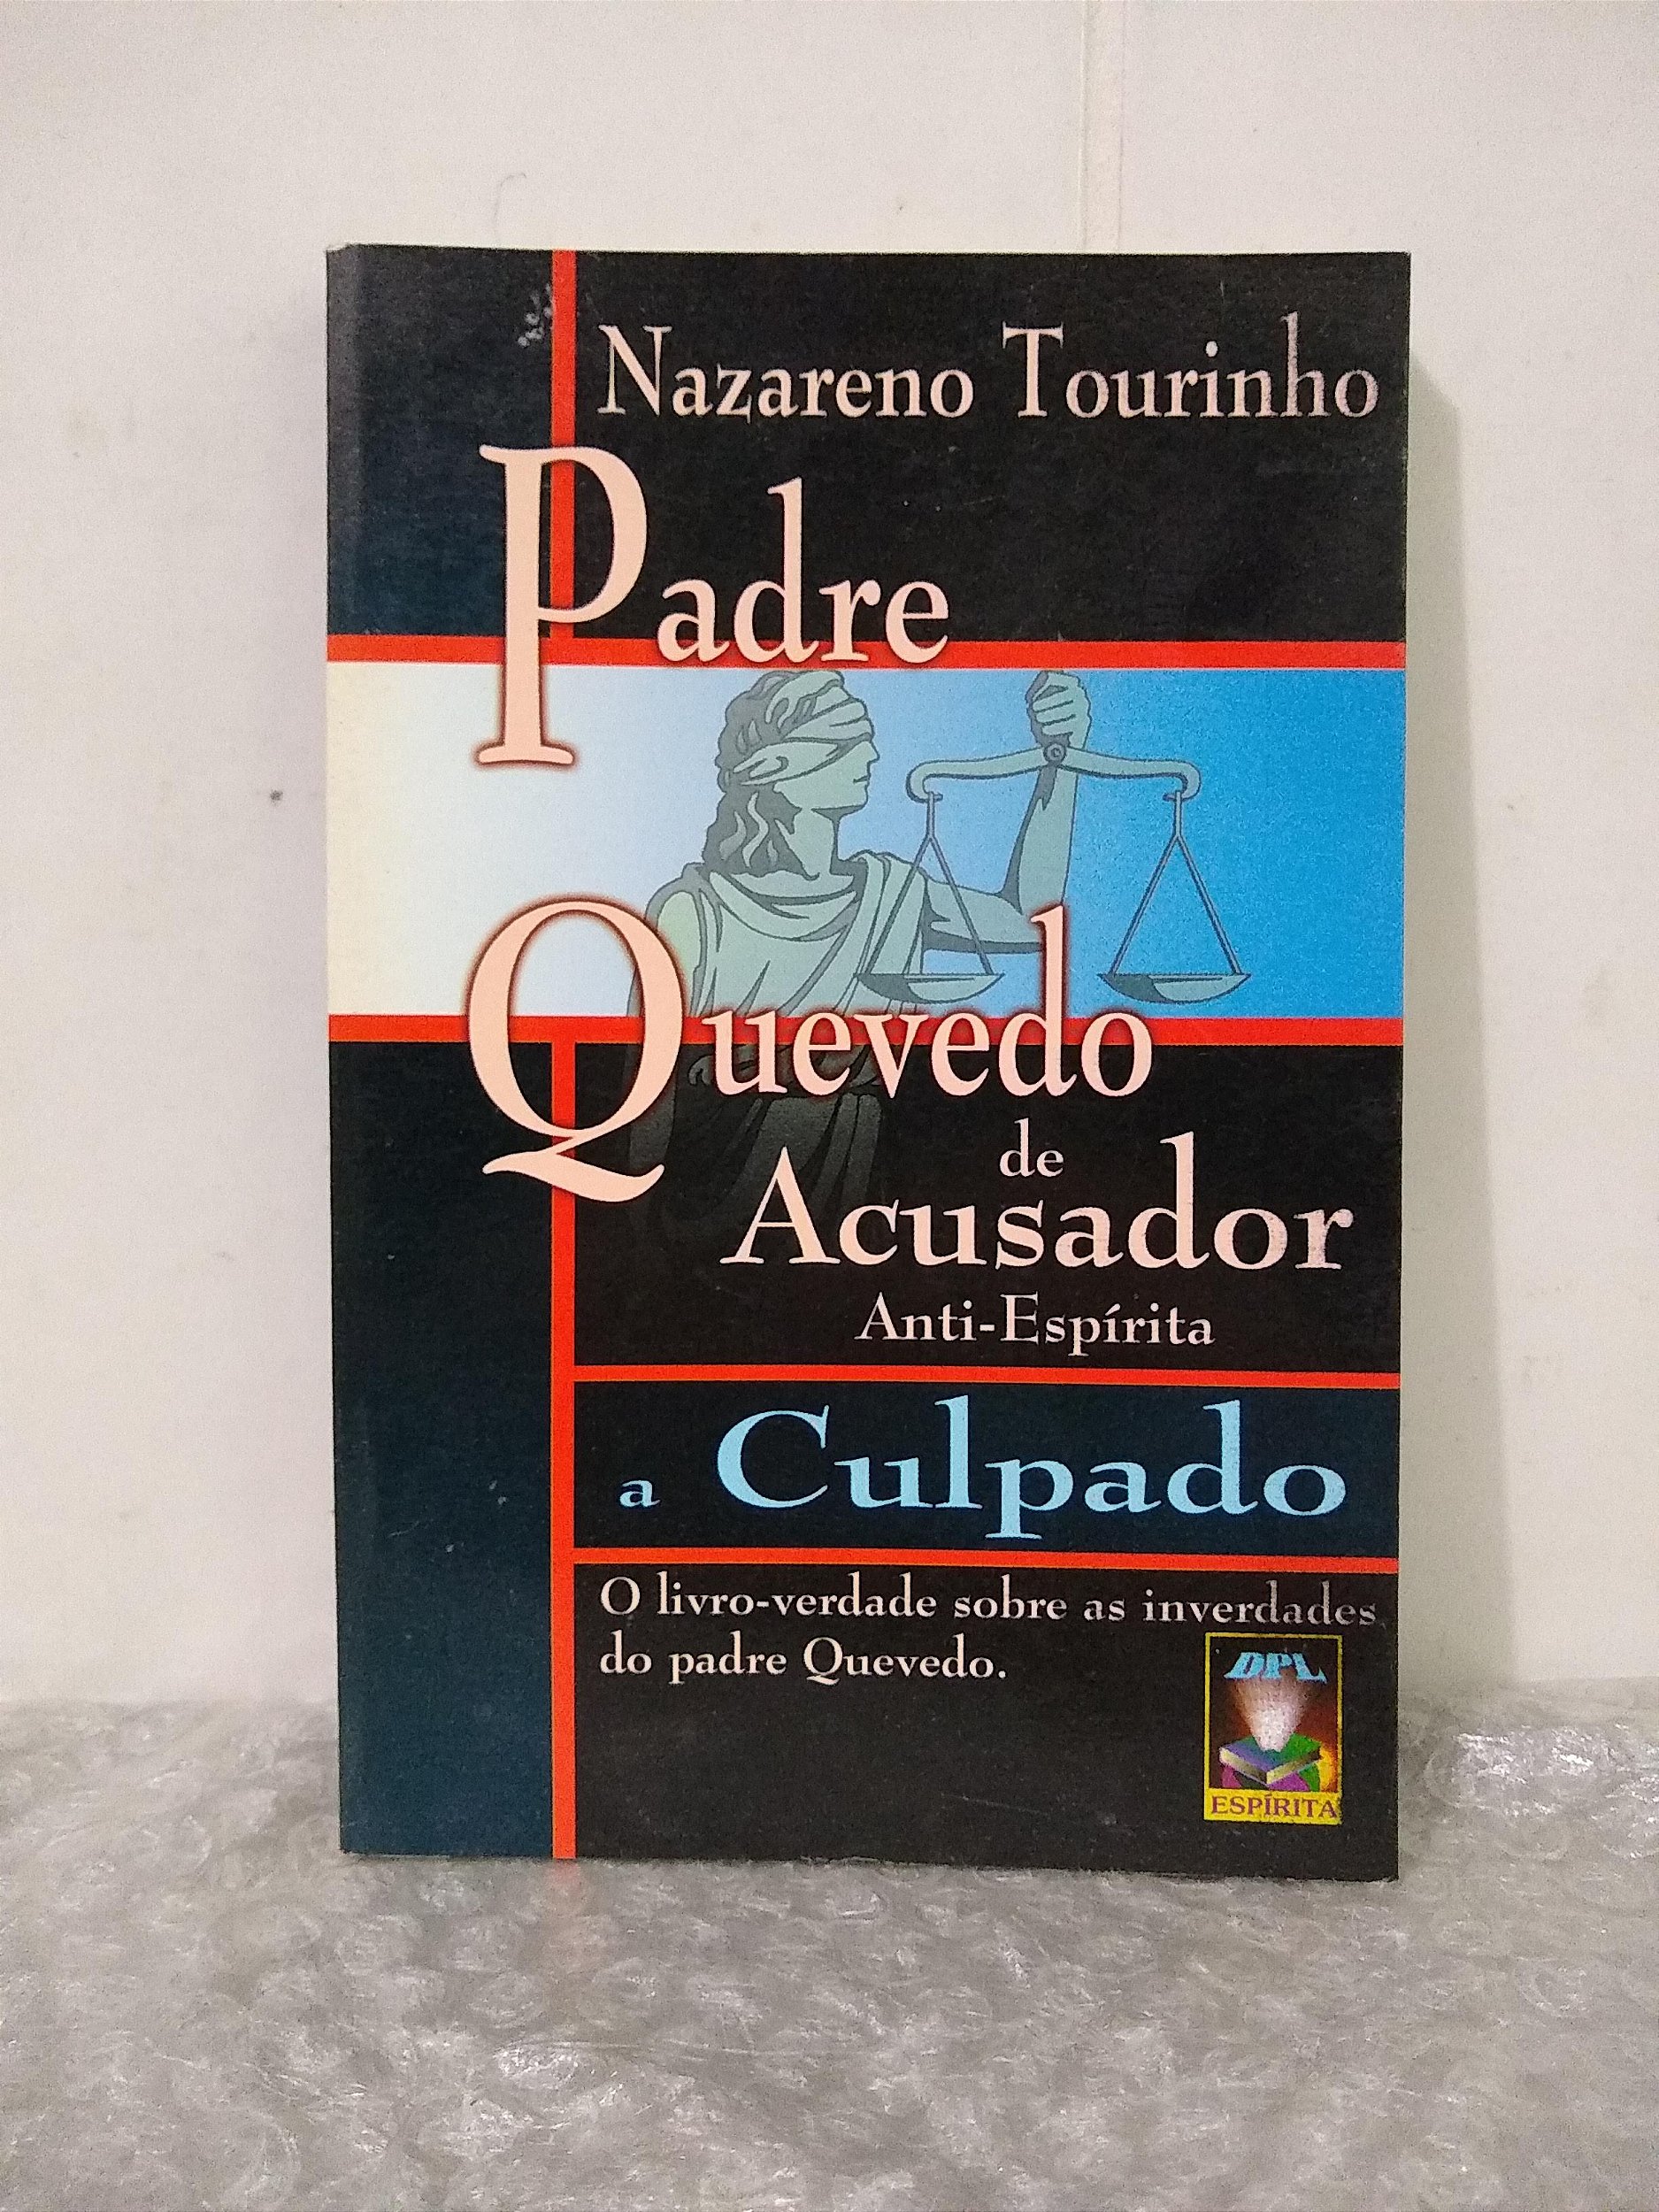 Nazareno Tourinho
Padre
Quevedo
de
Acusador
Anti-Espírita
a Culpado
O livro-verdade sobre as inverdades
do padre Quevedo.
DPL
ESPÍRITA